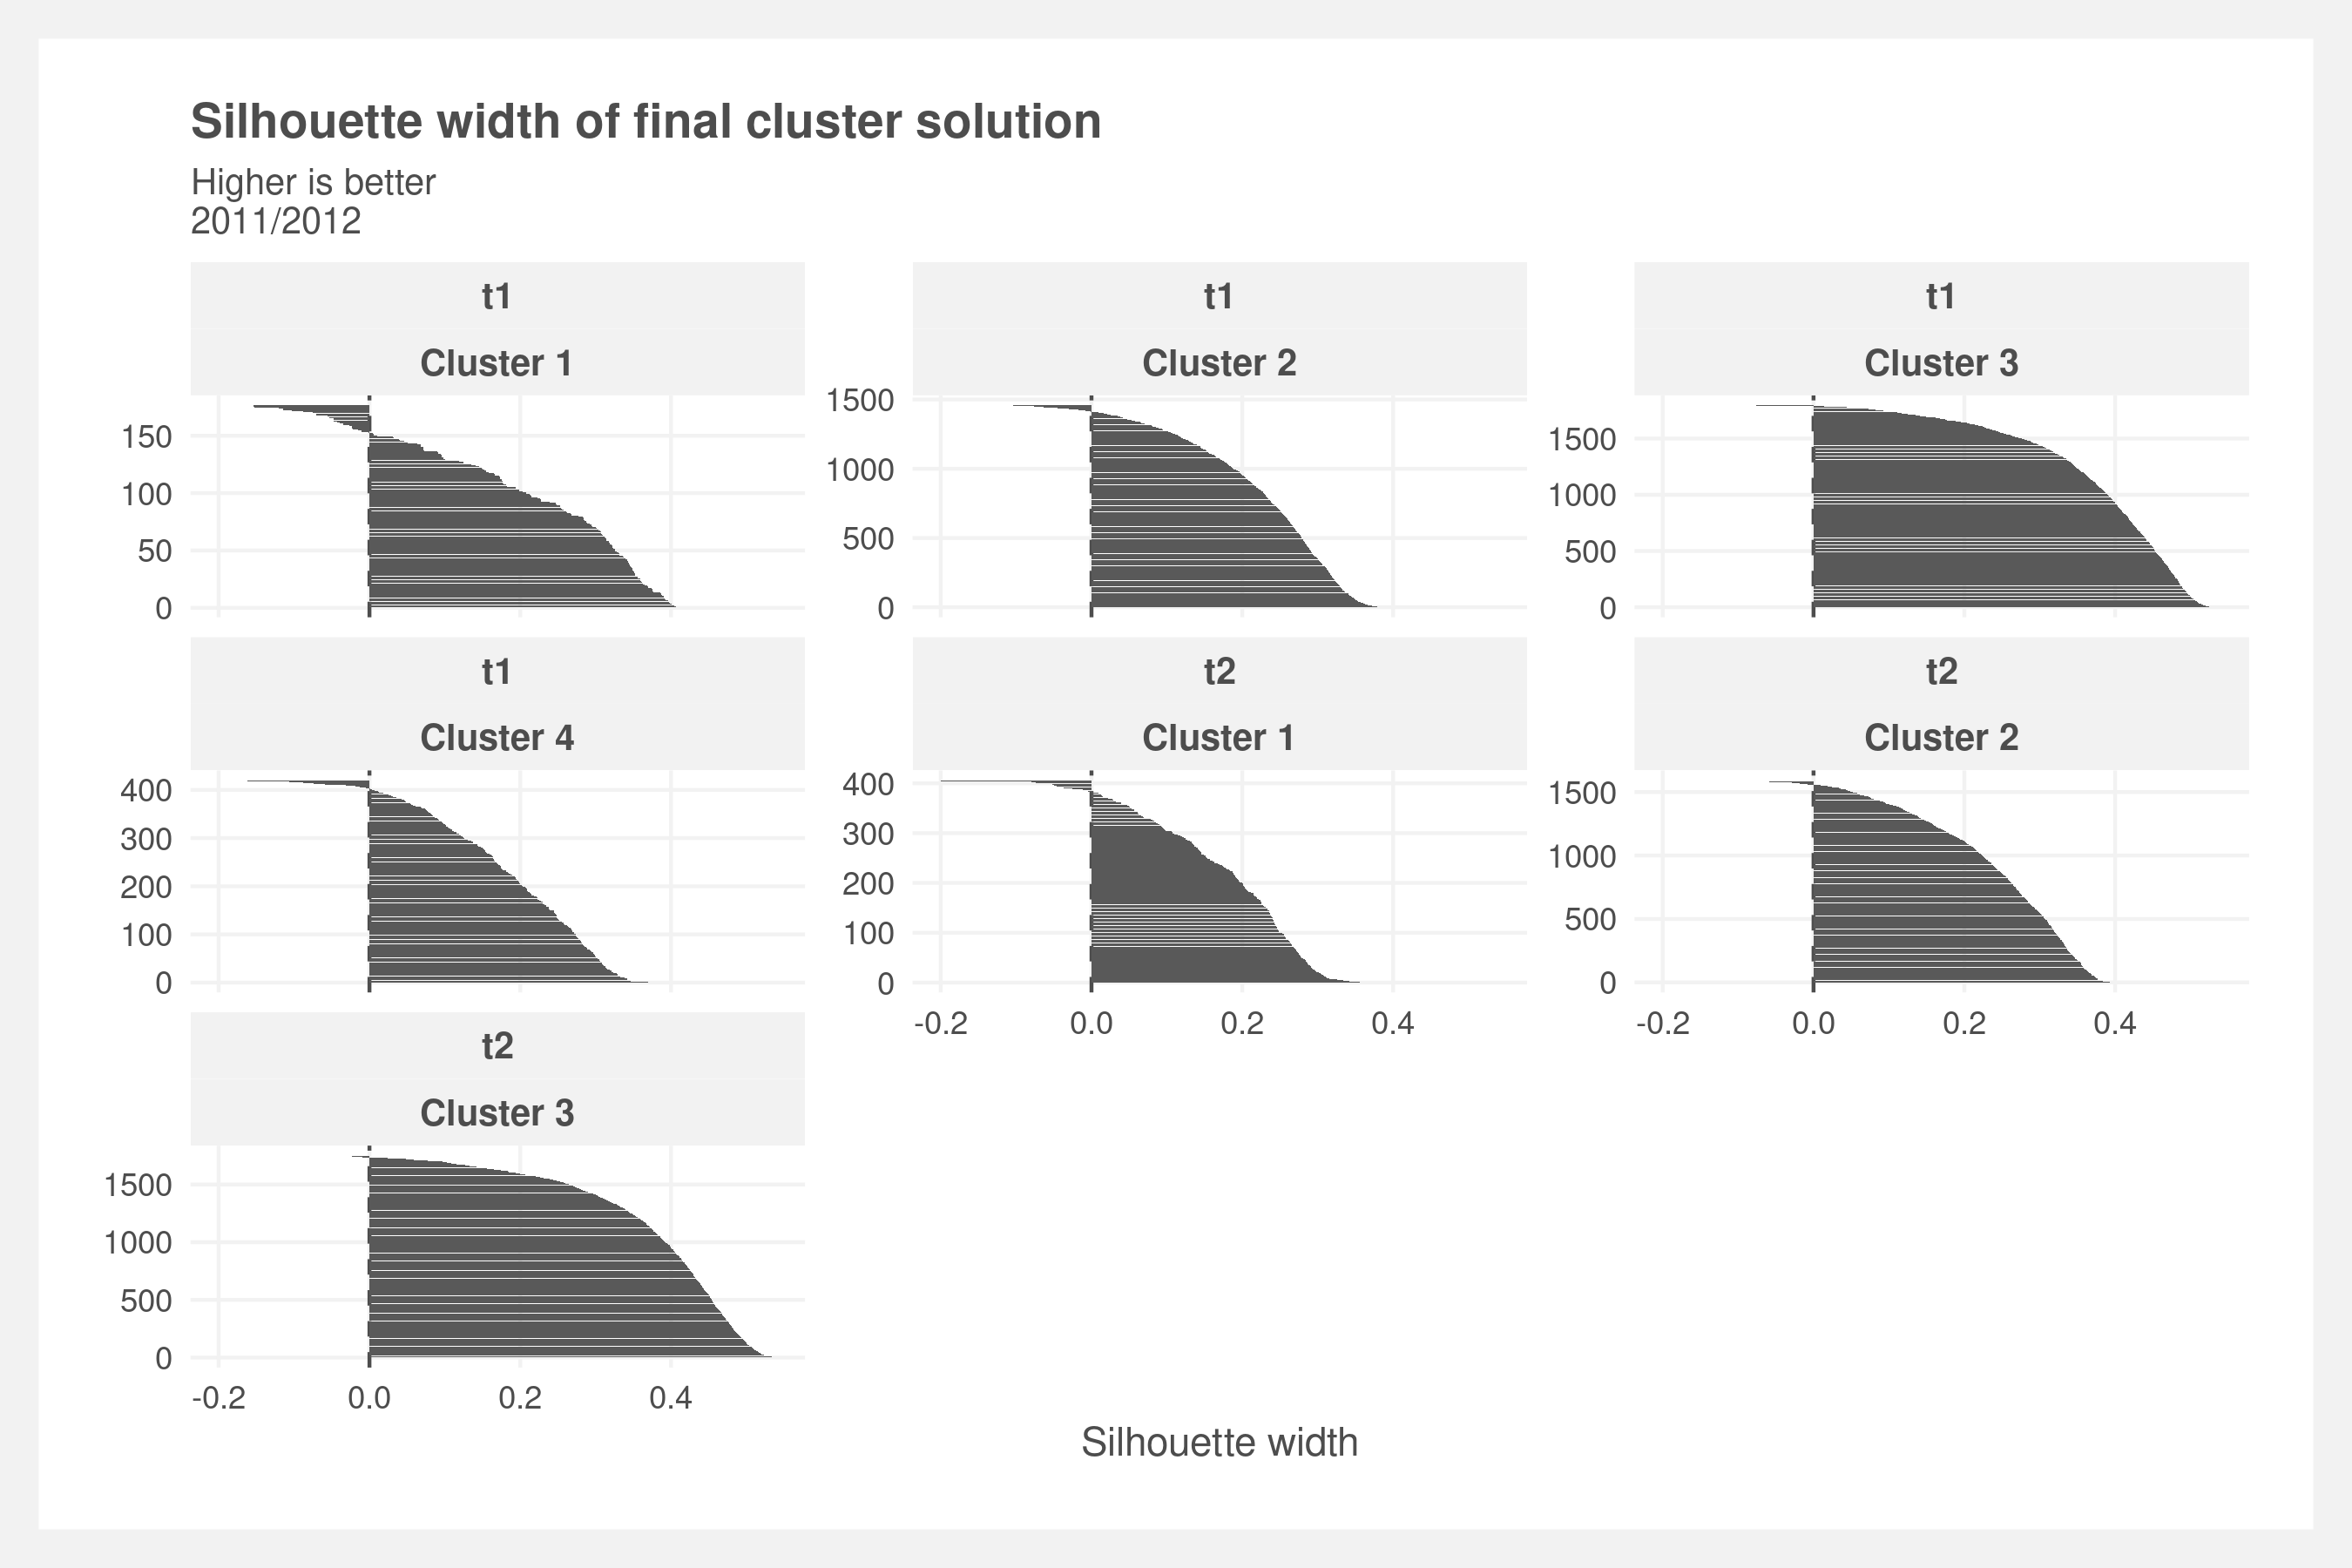 Silhouette width of final cluster solution
Higher is better
2011/2012
t1
Cluster 1
150
100
50
0
t1
Cluster 2
1500
1000
500
0
t1
Cluster 3
1500
1000
500
0
t1
Cluster 4
400
300
200
100
0
t2
Cluster 1
400
300
200
100
0
-0.2 0.0 0.2 0.4
t2
Cluster 2
1500
1000
500
0
-0.2 0.0 0.2 0.4
t2
Cluster 3
1500
1000
500
0
-0.2 0.0 0.2 0.4
Silhouette width